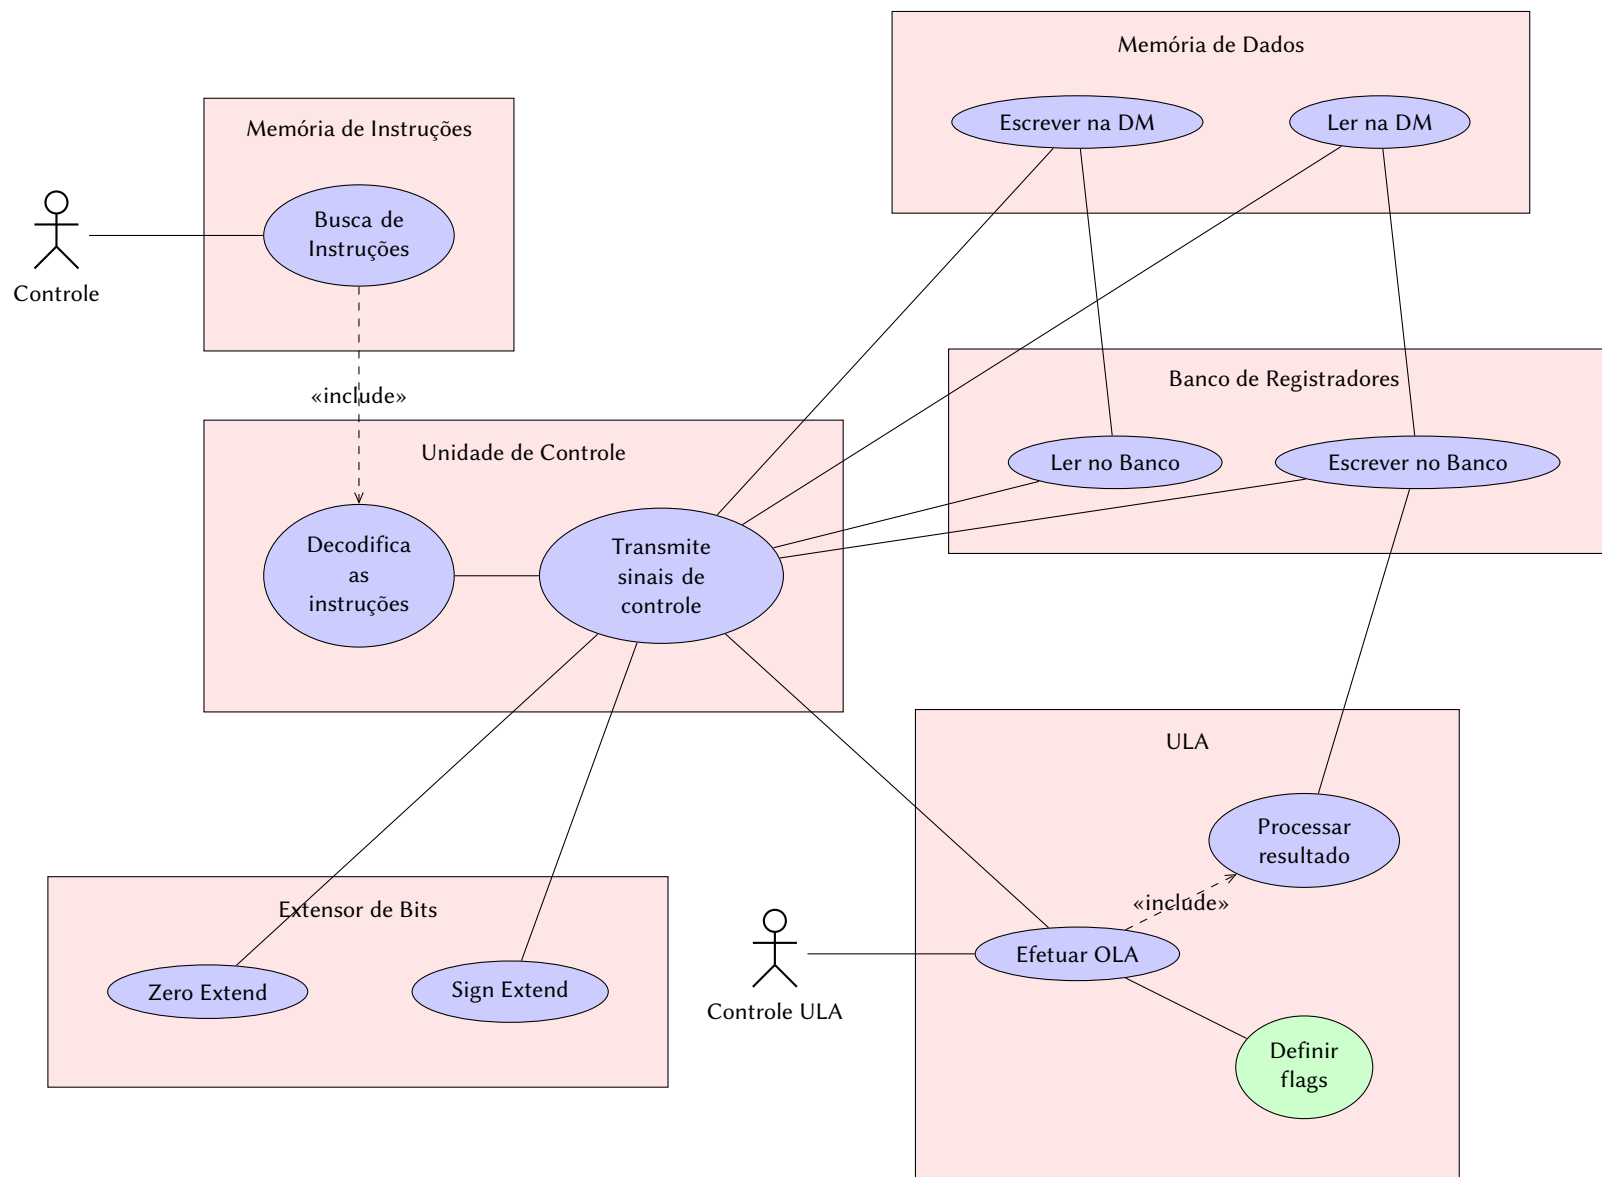 Memória de Dados
Escrever na DM
Ler na DM
Memória de Instruções
Busca de
Instruções
Controle
«include»
Banco de Registradores
Ler no Banco
Escrever no Banco
Unidade de Controle
Decodifica
as
instruções
Transmite
sinais de
controle
ULA
Processar
resultado
«include»
Efetuar OLA
Controle ULA
Definir
flags
Extensor de Bits
Zero Extend
Sign Extend